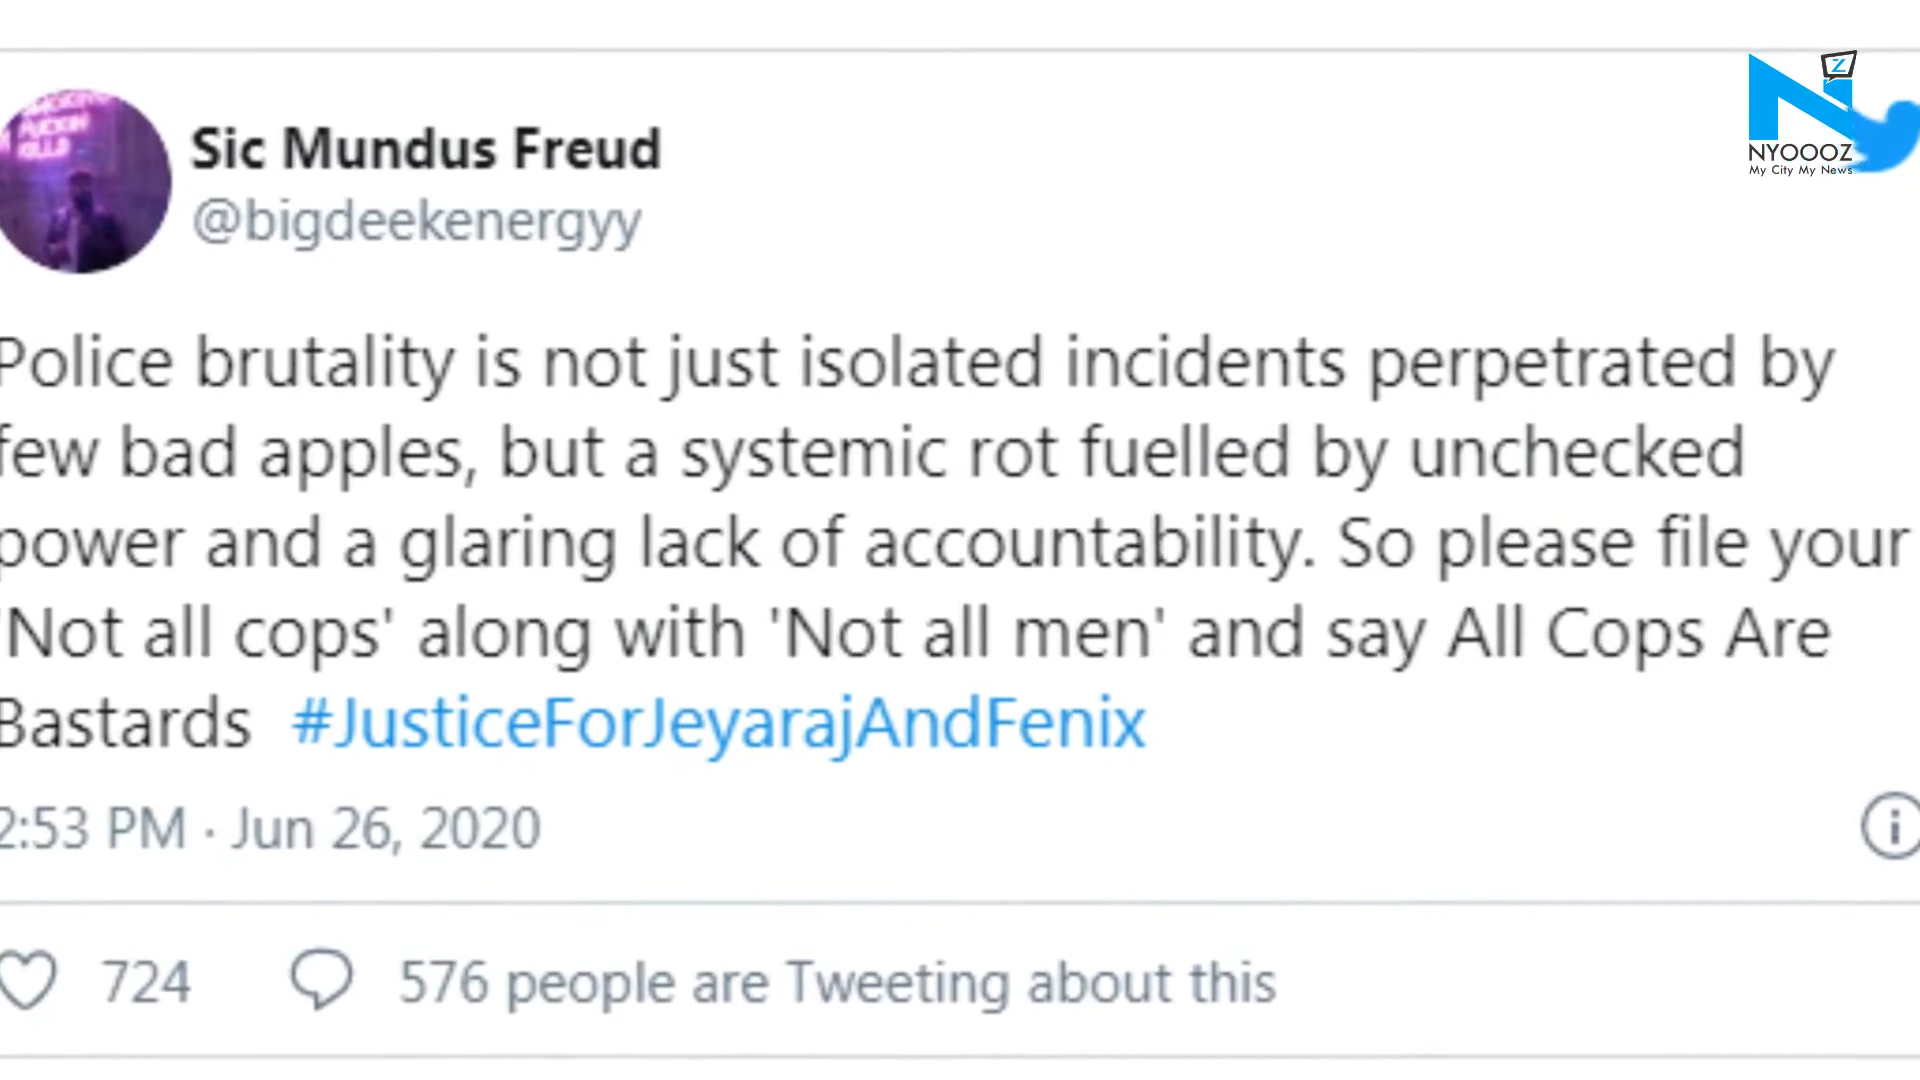 Z
NYOOOZ
My City My News
Sic Mundus Freud
@bigdeekenergyy
Police brutality is not just isolated incidents perpetrated by
few bad apples, but a systemic rot fuelled by unchecked
power and a glaring lack of accountability. So please file your
'Not all cops' along with 'Not all men' and say All Cops Are
Bastards #JusticeForJeyarajAndFenix
2:53 PM · Jun 26, 2020
724 576 people are Tweeting about this